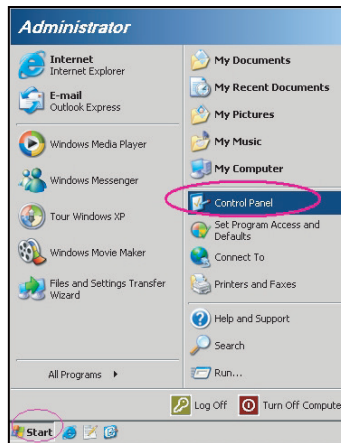 Administrator
Internet
Internet Explorer
E-mail
Outlook Express
Windows Media Player
Windows Messenger
Tour Windows XP
Windows Movie Maker
Files and Settings Transfer
Wizard
All Programs
My Documents
My Recent Documents
My Pictures
My Music
My Computer
Control Panel
Set Program Access and
Defaults
Connect To
Printers and Faxes
Help and Support
Search
Run...
Log Off
Turn Off Compute
Start